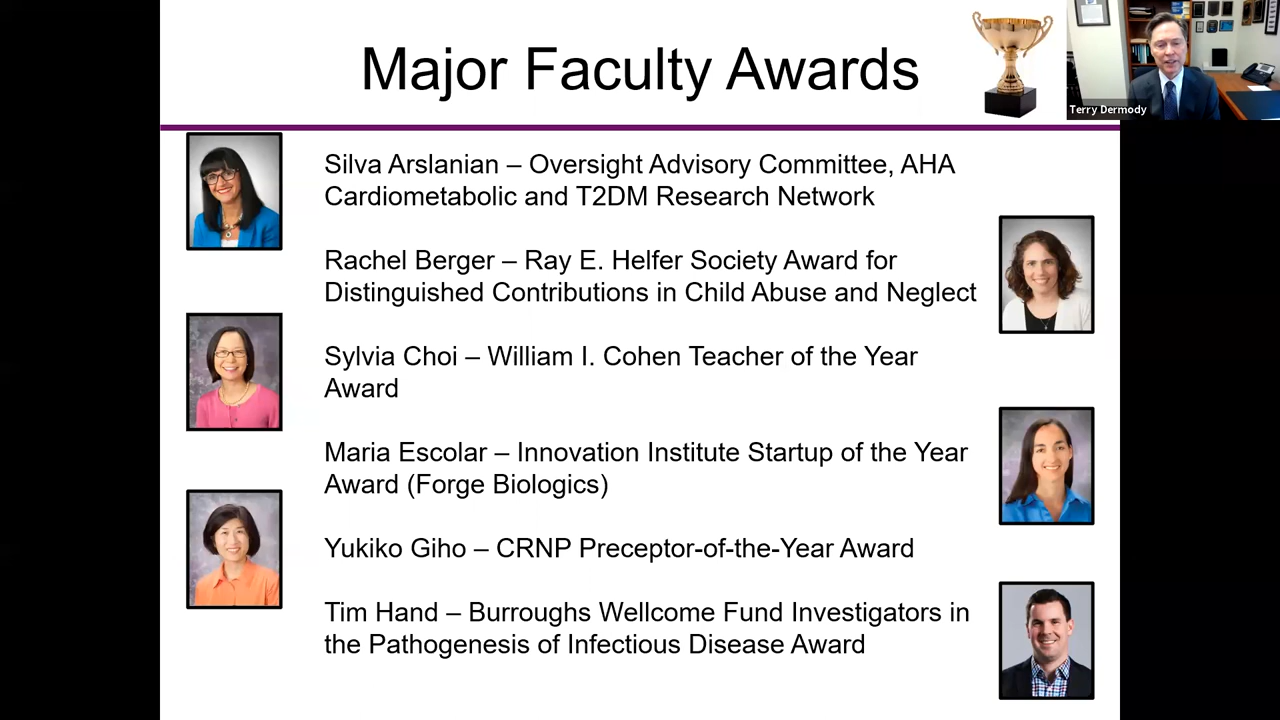 Major Faculty Awards
Terry Dermody
Silva Arslanian – Oversight Advisory Committee, AHA
Cardiometabolic and T2DM Research Network
Rachel Berger – Ray E. Helfer Society Award for
Distinguished Contributions in Child Abuse and Neglect
Sylvia Choi – William I. Cohen Teacher of the Year
Award
Maria Escolar – Innovation Institute Startup of the Year
Award (Forge Biologics)
Yukiko Giho – CRNP Preceptor-of-the-Year Award
Tim Hand – Burroughs Wellcome Fund Investigators in
the Pathogenesis of Infectious Disease Award